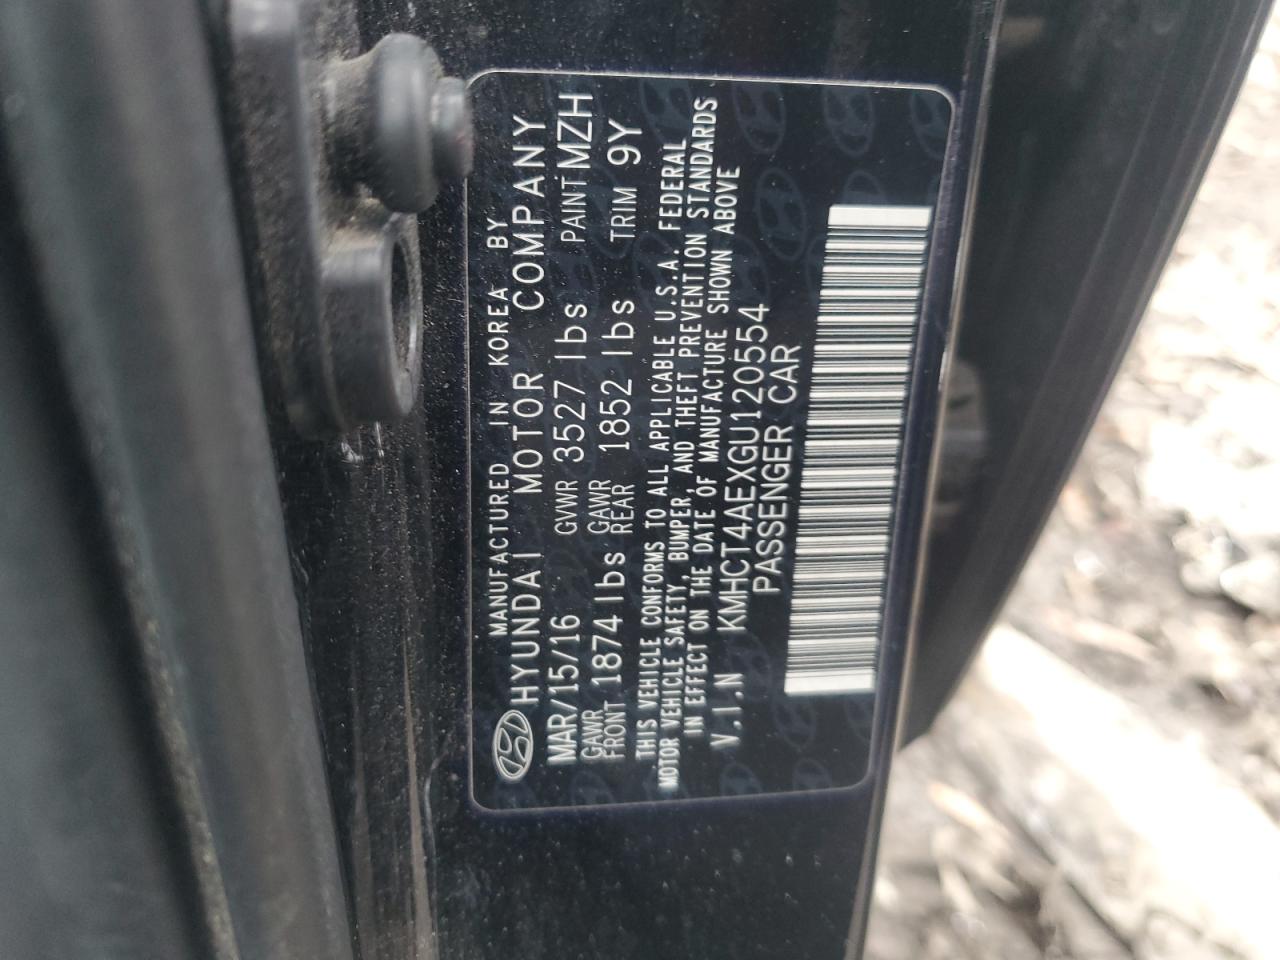 MANUFACTURED IN KOREA BY
HYUNDAI MOTOR COMPANY
MAR/15/16 GVWR 3527 lbs PAINT MZH
GAWR FRONT 1874 lbs GAWR REAR 1852 lbs TRIM 9Y
THIS VEHICLE CONFORMS TO ALL APPLICABLE U.S.A. FEDERAL
MOTOR VEHICLE SAFETY, BUMPER, AND THEFT PREVENTION STANDARDS
IN EFFECT ON THE DATE OF MANUFACTURE SHOWN ABOVE
V.I.N KMHCT4AEXGU120554
PASSENGER CAR